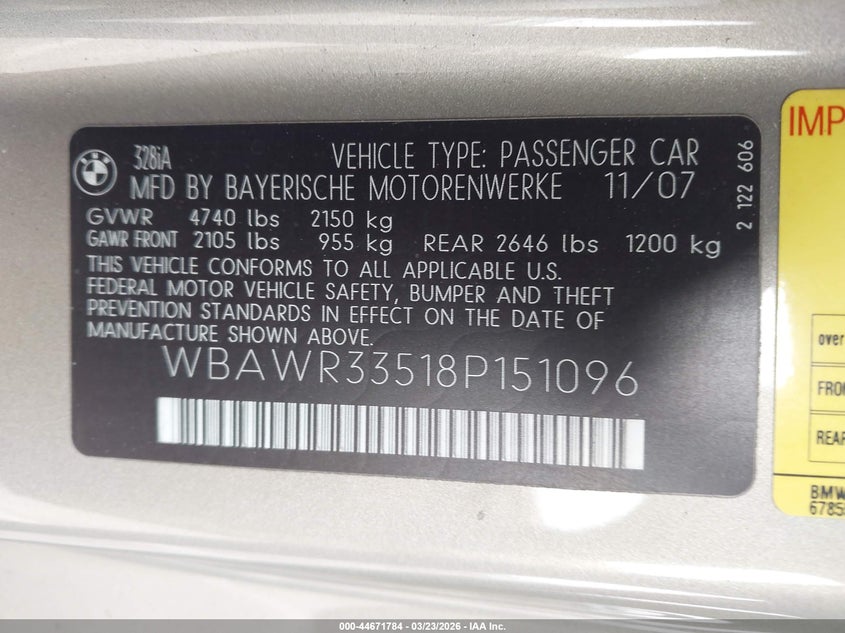 BMW
328iA
VEHICLE TYPE: PASSENGER CAR
MFD BY BAYERISCHE MOTORENWERKE 11/07
GVWR 4740 lbs 2150 kg
GAWR FRONT 2105 lbs 955 kg REAR 2646 lbs 1200 kg
THIS VEHICLE CONFORMS TO ALL APPLICABLE U.S.
FEDERAL MOTOR VEHICLE SAFETY, BUMPER AND THEFT
PREVENTION STANDARDS IN EFFECT ON THE DATE OF
MANUFACTURE SHOWN ABOVE.
WBAWR33518P151096
2 122 606
IMP
over
FRO
REAR
BMW
6785
000-44671784 - 03/23/2026 - IAA Inc.